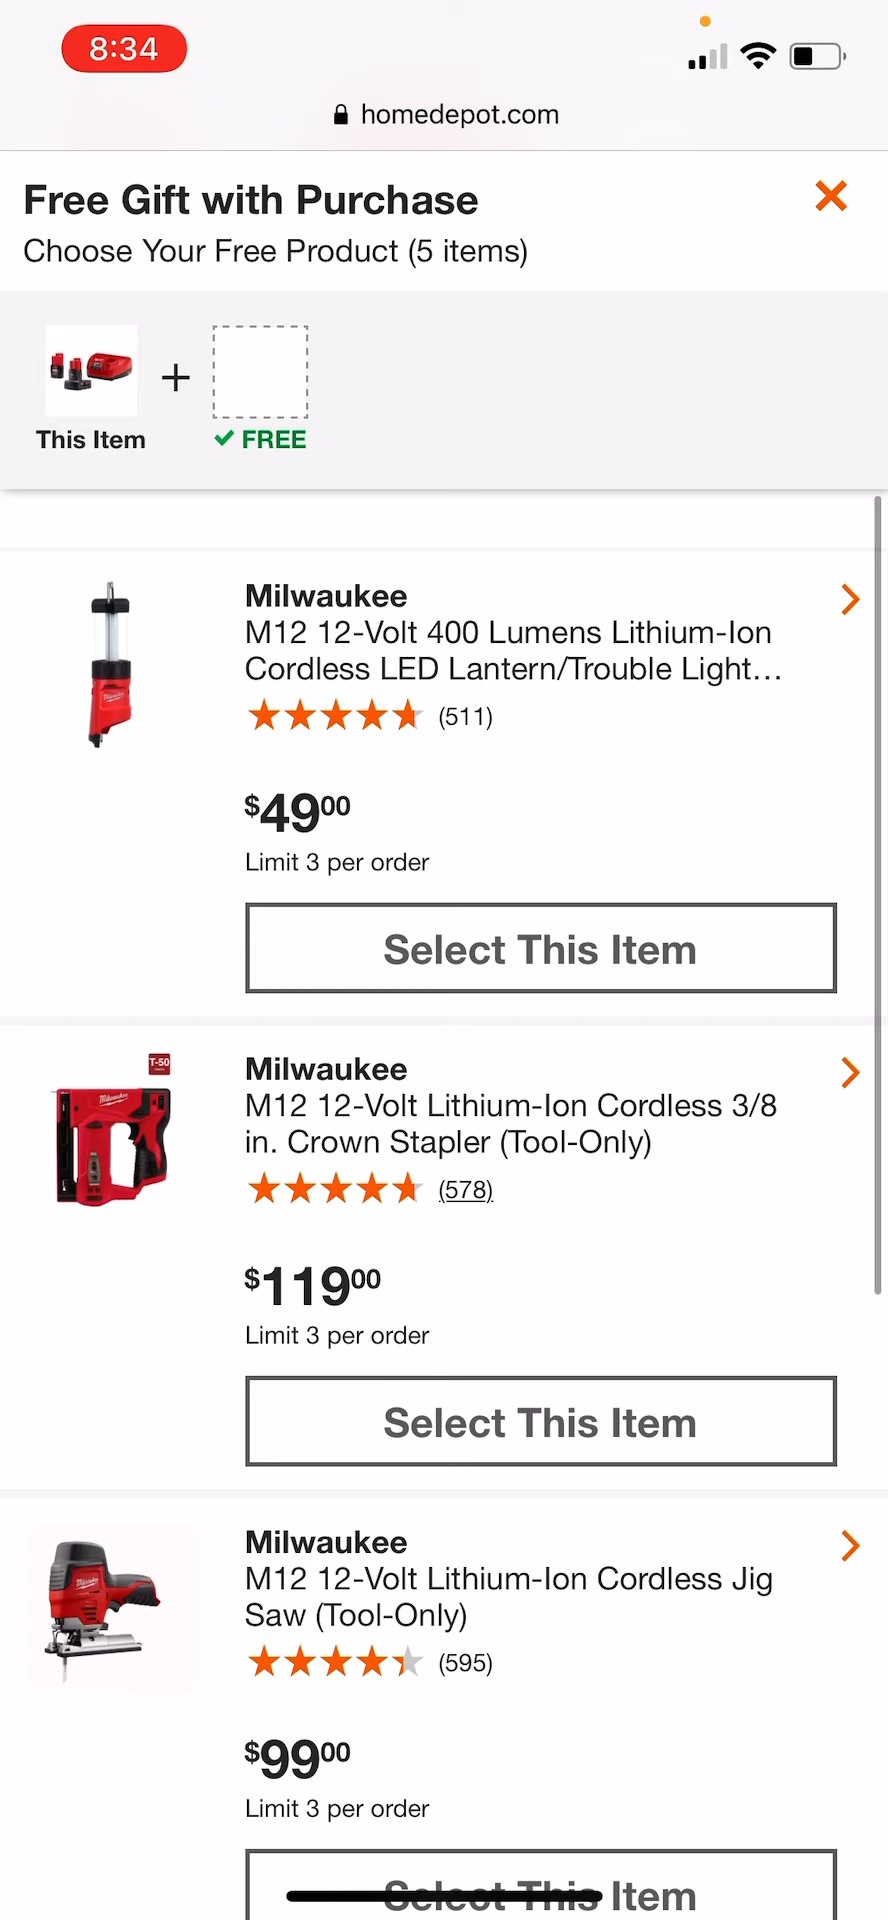 8:34
homedepot.com
Free Gift with Purchase
Choose Your Free Product (5 items)
+
This Item
FREE
Milwaukee
M12 12-Volt 400 Lumens Lithium-Ion
Cordless LED Lantern/Trouble Light...
(511)
$4900
Limit 3 per order
Select This Item
T-50
Milwaukee
Milwaukee
M12 12-Volt Lithium-Ion Cordless 3/8
in. Crown Stapler (Tool-Only)
(578)
$11900
Limit 3 per order
Select This Item
Milwaukee
Milwaukee
M12 12-Volt Lithium-Ion Cordless Jig
Saw (Tool-Only)
(595)
$9900
Limit 3 per order
Select This Item